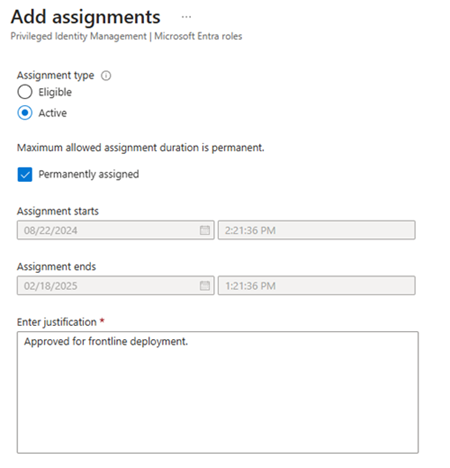 Add assignments ...
Privileged Identity Management | Microsoft Entra roles
Assignment type
Eligible
Active
Maximum allowed assignment duration is permanent.
Permanently assigned
Assignment starts
08/22/2024 2:21:36 PM
Assignment ends
02/18/2025 1:21:36 PM
Enter justification *
Approved for frontline deployment.